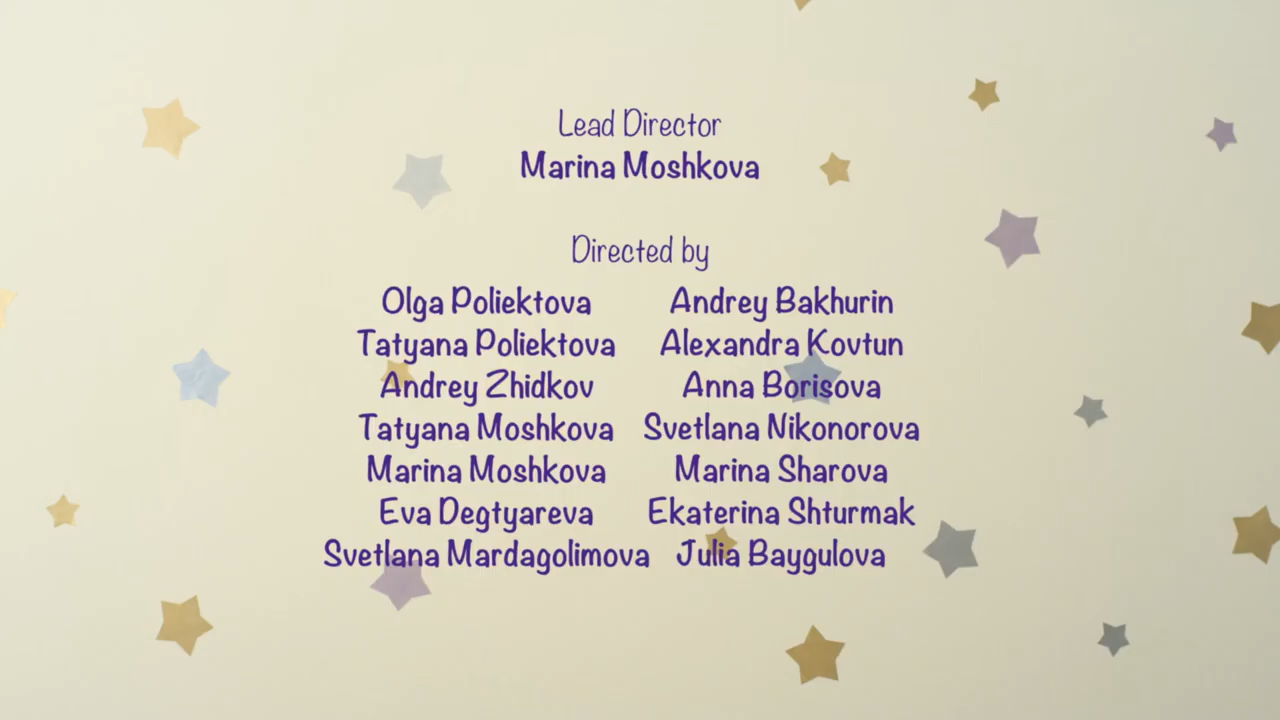 Lead Director
Marina Moshkova
Directed by
Olga Poliektova Andrey Bakhurin
Tatyana Poliektova Alexandra Kovtun
Andrey Zhidkov Anna Borisova
Tatyana Moshkova Svetlana Nikonorova
Marina Moshkova Marina Sharova
Eva Degtyareva Ekaterina Shturmak
Svetlana Mardagolimova Julia Baygulova